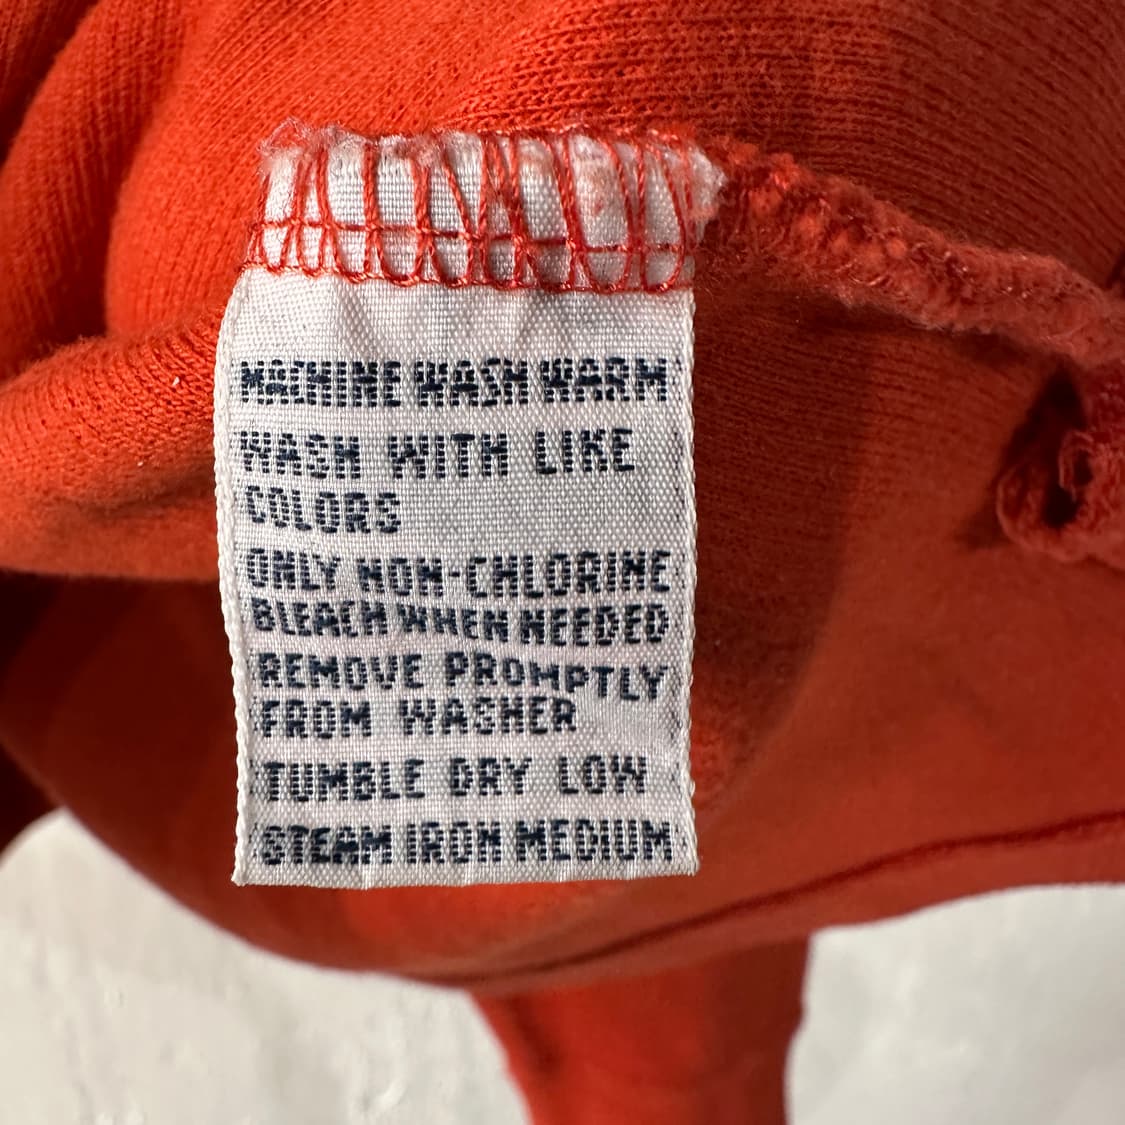 MACHINE WASH WARM
WASH WITH LIKE
COLORS
ONLY NON-CHLORINE
BLEACH WHEN NEEDED
REMOVE PROMPTLY
FROM WASHER
TUMBLE DRY LOW
STEAM IRON MEDIUM